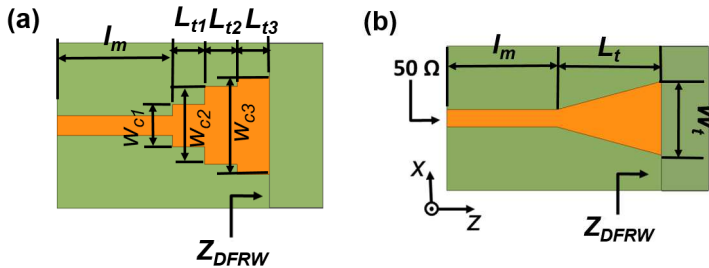 (a)
l_m
L_t1 L_t2 L_t3
W_c1
W_c2
W_c3
Z_DFRW
(b)
l_m
L_t
50 Ω
W_t
X
Z
Z_DFRW